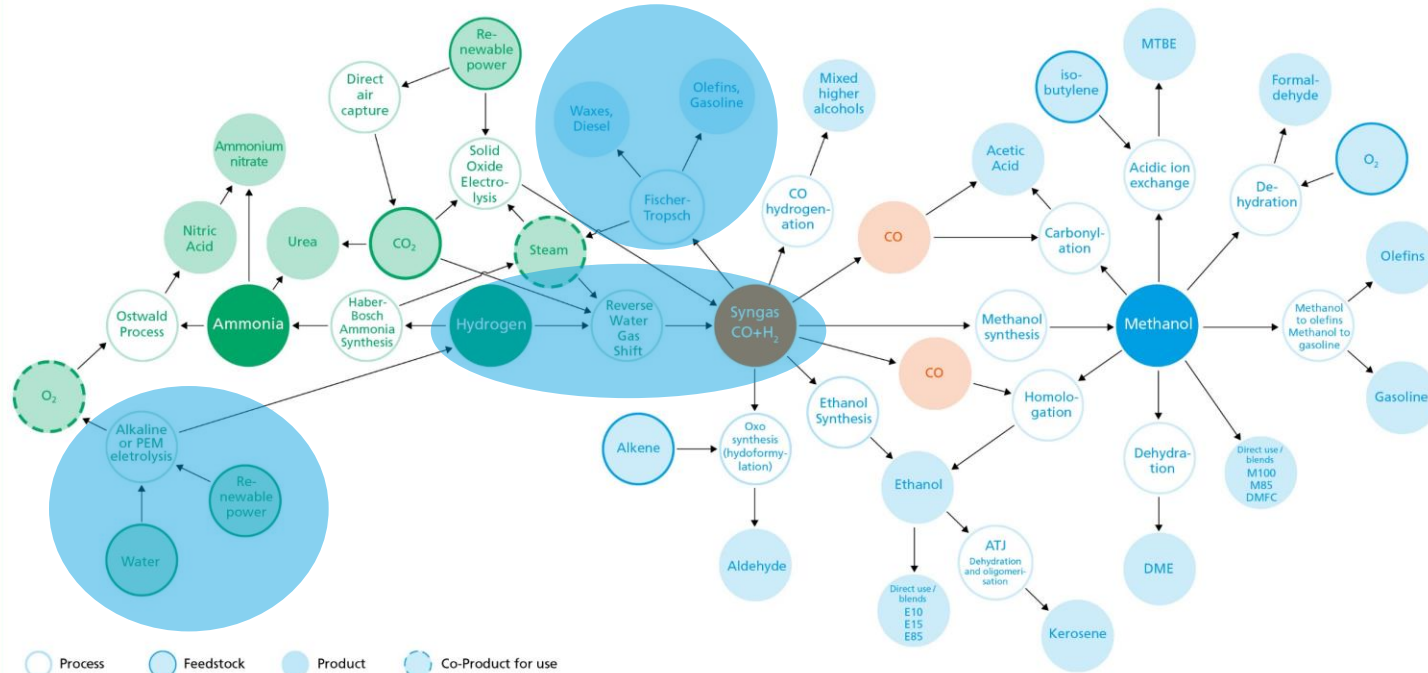 Re-
newable
power
Direct
air
capture
Ammonium
nitrate
Solid
Oxide
Electro-
lysis
Nitric
Acid
Urea
CO₂
Steam
Ostwald
Process
Ammonia
Haber-
Bosch
Ammonia
Synthesis
Hydrogen
Reverse
Water
Gas
Shift
O₂
Alkaline
or PEM
eletrolysis
Re-
newable
power
Water
Waxes,
Diesel
Olefins,
Gasoline
Fischer-
Tropsch
Mixed
higher
alcohols
CO
hydrogen-
ation
Syngas
CO+H₂
CO
Acetic
Acid
Carbonyl-
ation
iso-
butylene
MTBE
Acidic ion
exchange
Formal-
dehyde
O₂
De-
hydration
Methanol
synthesis
Methanol
Olefins
Methanol
to olefins
Methanol to
gasoline
Gasoline
CO
Homolo-
gation
Ethanol
Synthesis
Alkene
Oxo
synthesis
(hydoformy-
lation)
Aldehyde
Ethanol
Direct use /
blends
E10
E15
E85
ATJ
Dehydration
and oligomeri-
sation
Kerosene
Dehydra-
tion
DME
Direct use /
blends
M100
M85
DMFC
Process
Feedstock
Product
Co-Product for use